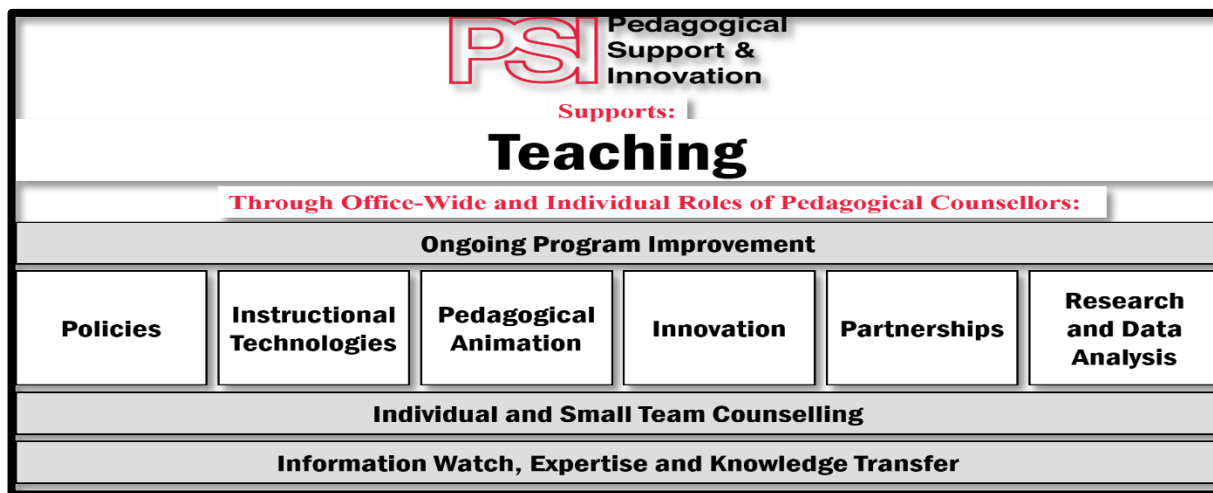 PSI
Pedagogical
Support &
Innovation
Supports:
Teaching
Through Office-Wide and Individual Roles of Pedagogical Counsellors:
Ongoing Program Improvement
Policies
Instructional
Technologies
Pedagogical
Animation
Innovation
Partnerships
Research
and Data
Analysis
Individual and Small Team Counselling
Information Watch, Expertise and Knowledge Transfer